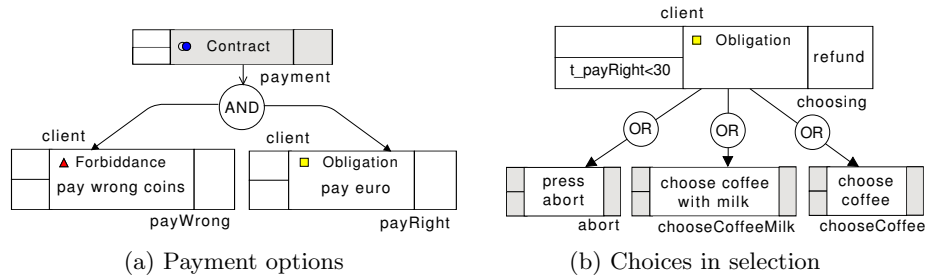 Contract
payment
AND
client
Forbiddance
pay wrong coins
payWrong
client
Obligation
pay euro
payRight
(a) Payment options
client
Obligation
t_payRight<30
refund
choosing
OR
OR
OR
press
abort
abort
choose coffee
with milk
chooseCoffeeMilk
choose
coffee
chooseCoffee
(b) Choices in selection